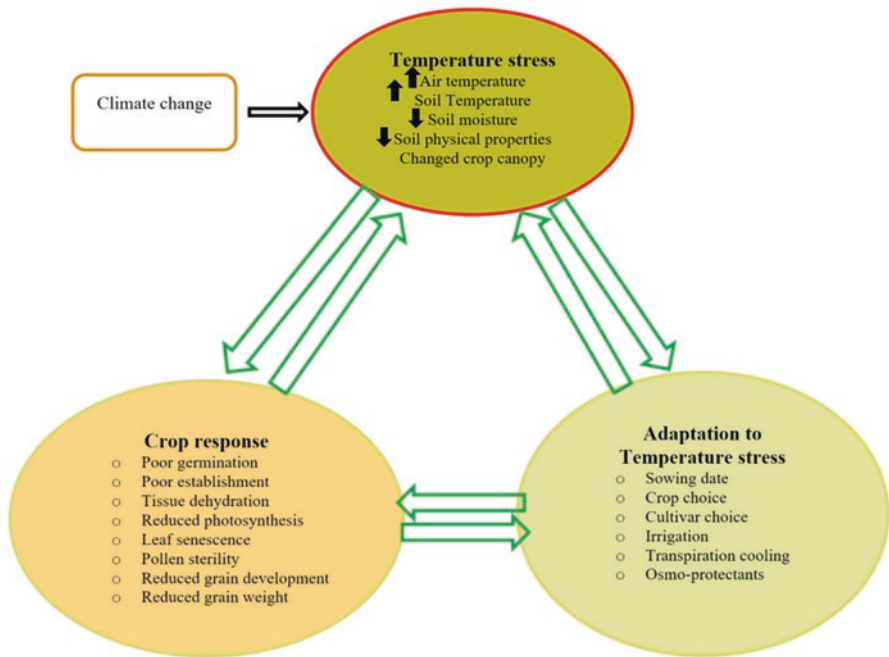 Climate change
Temperature stress
Air temperature
Soil Temperature
Soil moisture
Soil physical properties
Changed crop canopy
Crop response
Poor germination
Poor establishment
Tissue dehydration
Reduced photosynthesis
Leaf senescence
Pollen sterility
Reduced grain development
Reduced grain weight
Adaptation to
Temperature stress
Sowing date
Crop choice
Cultivar choice
Irrigation
Transpiration cooling
Osmo-protectants